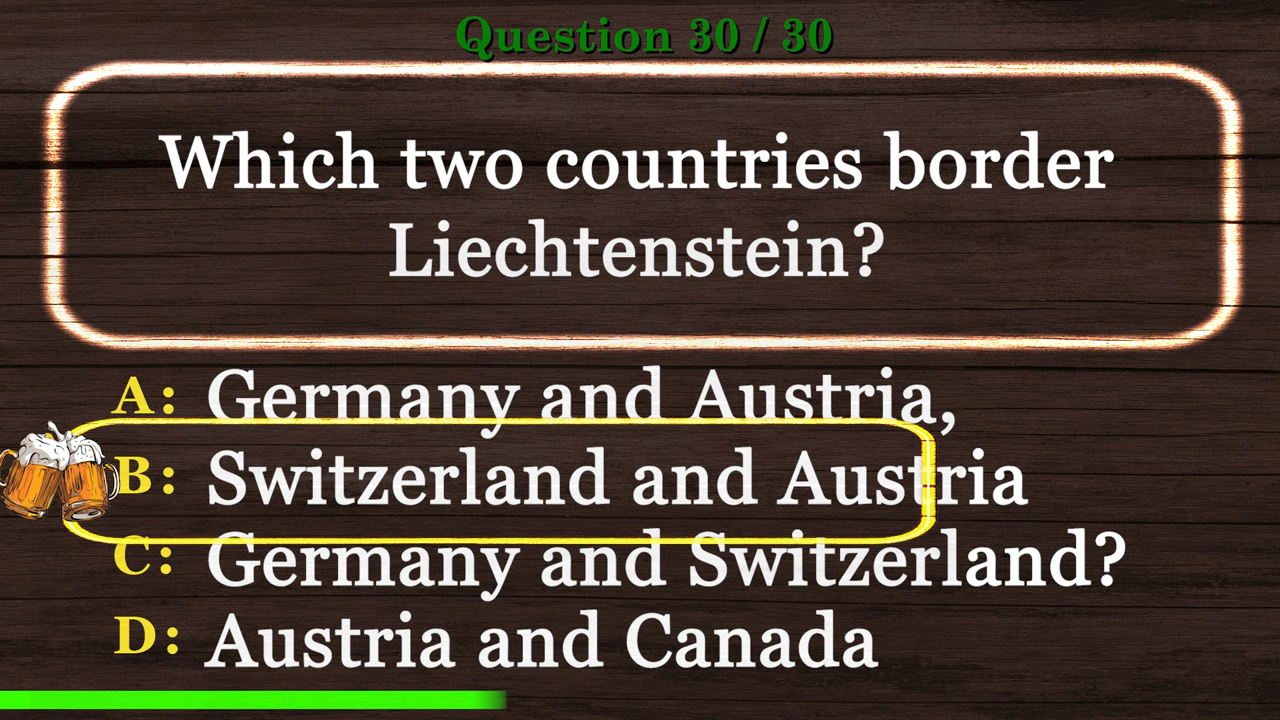 Question 30 / 30
Which two countries border
Liechtenstein?
A: Germany and Austria,
B: Switzerland and Austria
C: Germany and Switzerland?
D: Austria and Canada